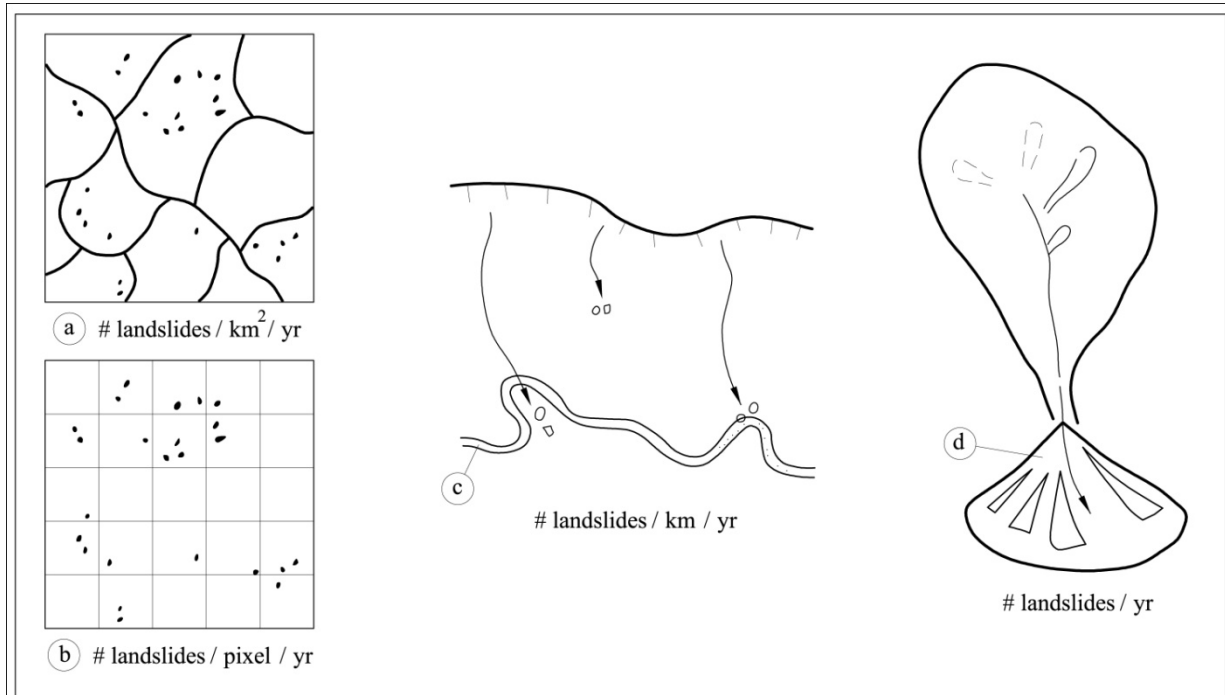 a # landslides / km2 / yr
b # landslides / pixel / yr
c
# landslides / km / yr
d
# landslides / yr